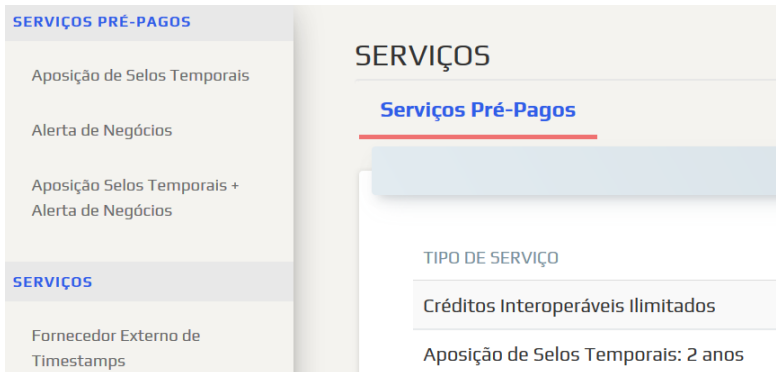 SERVIÇOS PRÉ-PAGOS
Aposição de Selos Temporais
Alerta de Negócios
Aposição Selos Temporais +
Alerta de Negócios
SERVIÇOS
Fornecedor Externo de
Timestamps
SERVIÇOS
Serviços Pré-Pagos
TIPO DE SERVIÇO
Créditos Interoperáveis Ilimitados
Aposição de Selos Temporais: 2 anos